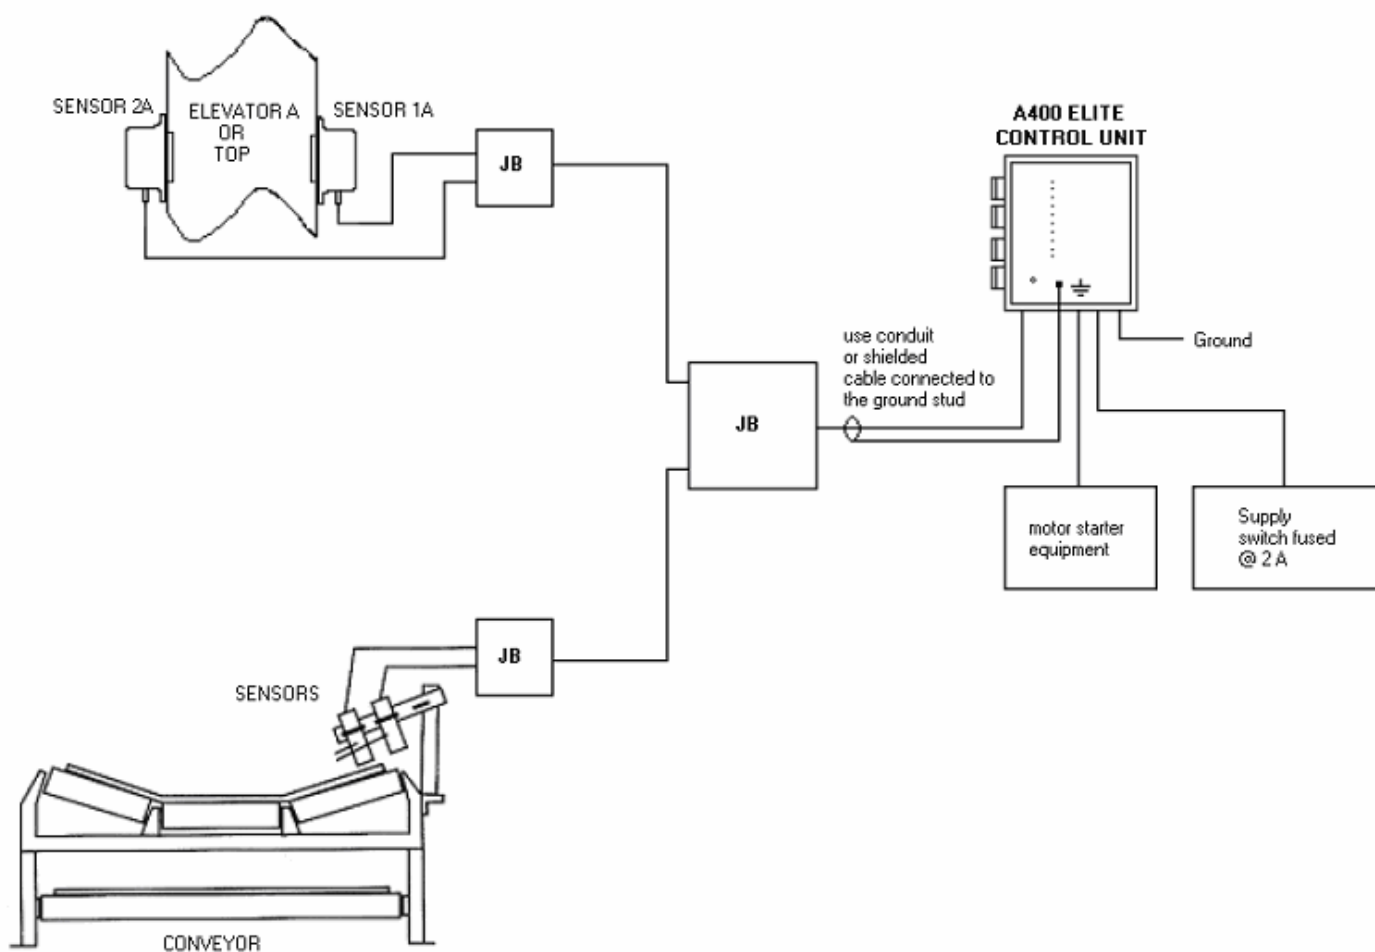 SENSOR 2A
ELEVATOR A
OR
TOP
SENSOR 1A
JB
A400 ELITE
CONTROL UNIT
use conduit
or shielded
cable connected to
the ground stud
Ground
JB
motor starter
equipment
Supply
switch fused
@ 2 A
JB
SENSORS
CONVEYOR